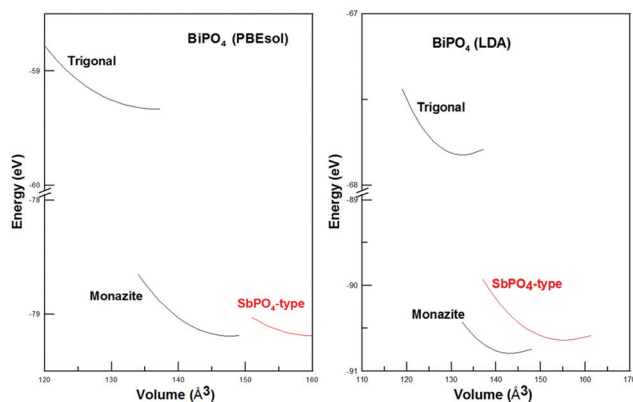 BiPO₄ (PBEsol)
Trigonal
Monazite
SbPO₄-type
Energy (eV)
-59
-60
-78
-79
120
130
140
150
160
Volume (Å³)
BiPO₄ (LDA)
Trigonal
SbPO4-type
Monazite
Energy (eV)
-67
-68
-89
-90
-91
110
120
130
140
150
160
170
Volume (Å³)